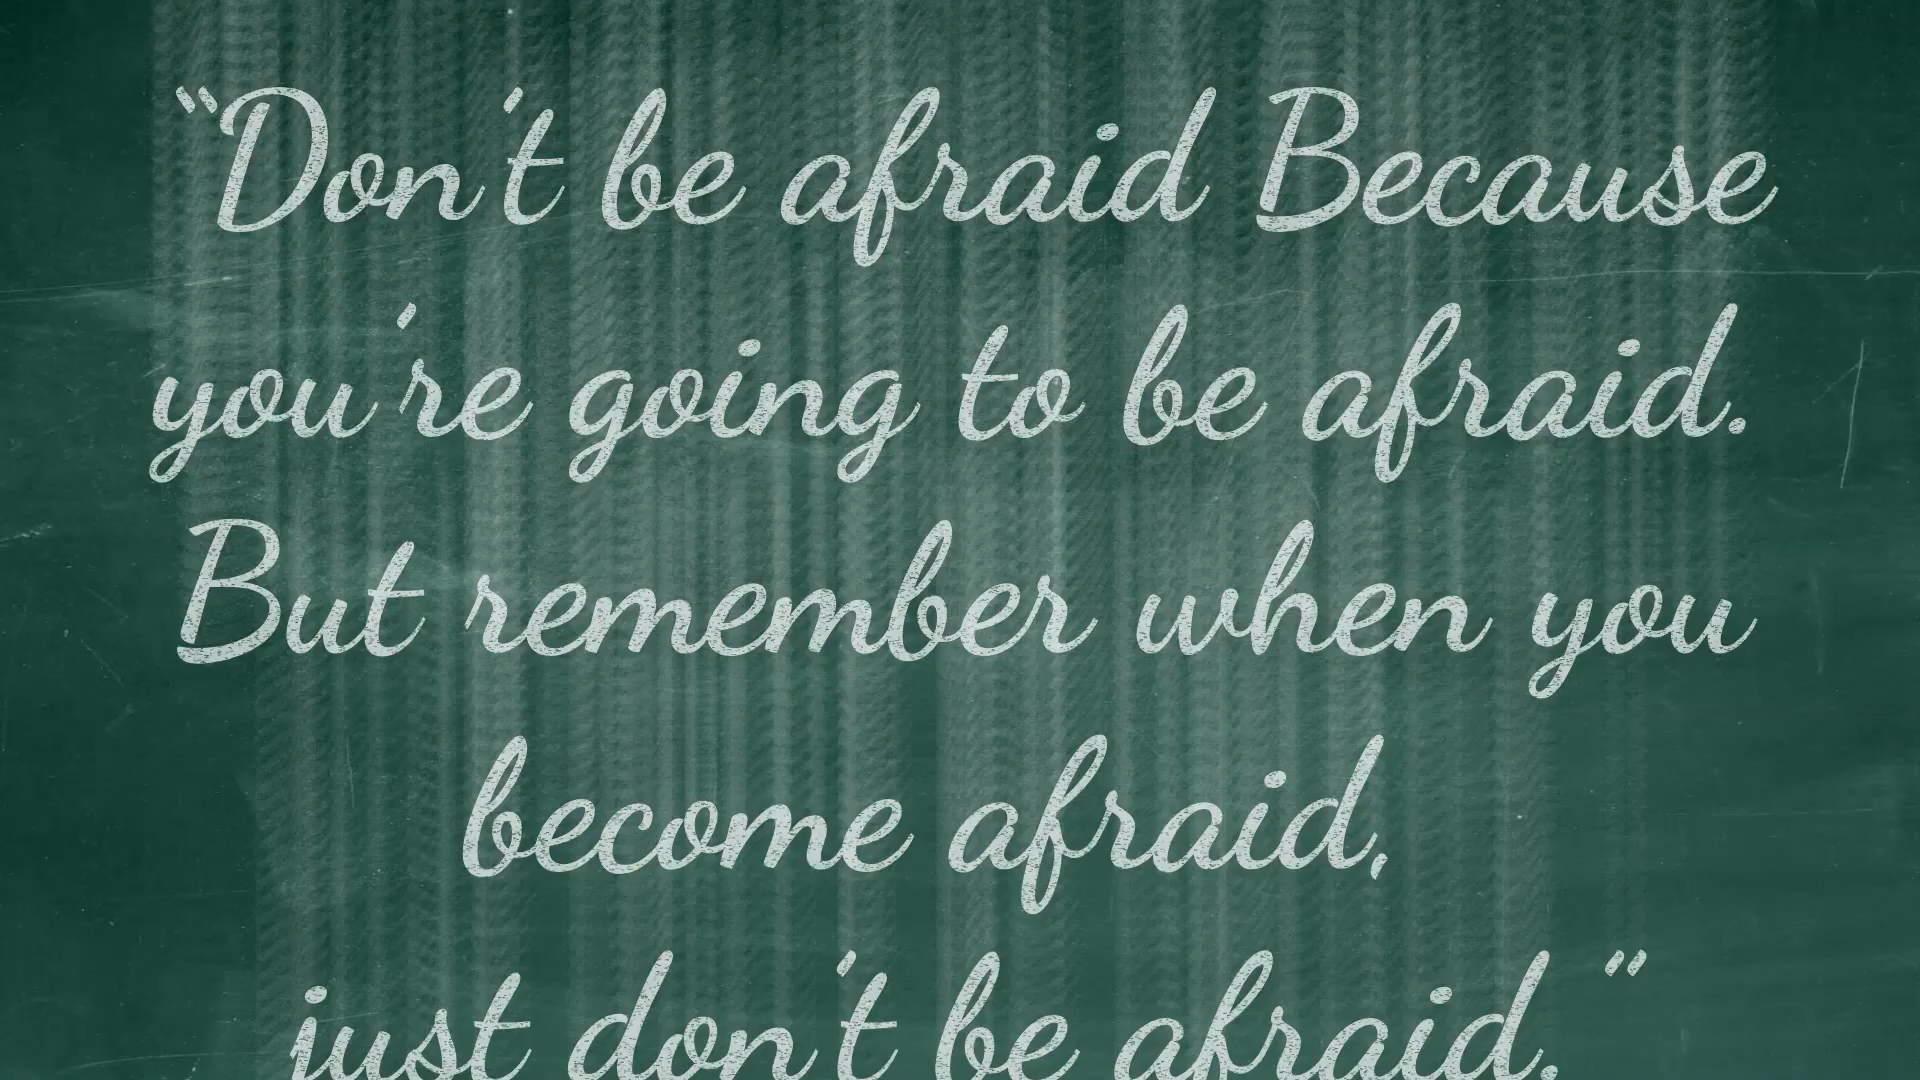 “Don't be afraid Because
you're going to be afraid.
But remember when you
become afraid,
just don't be afraid.”